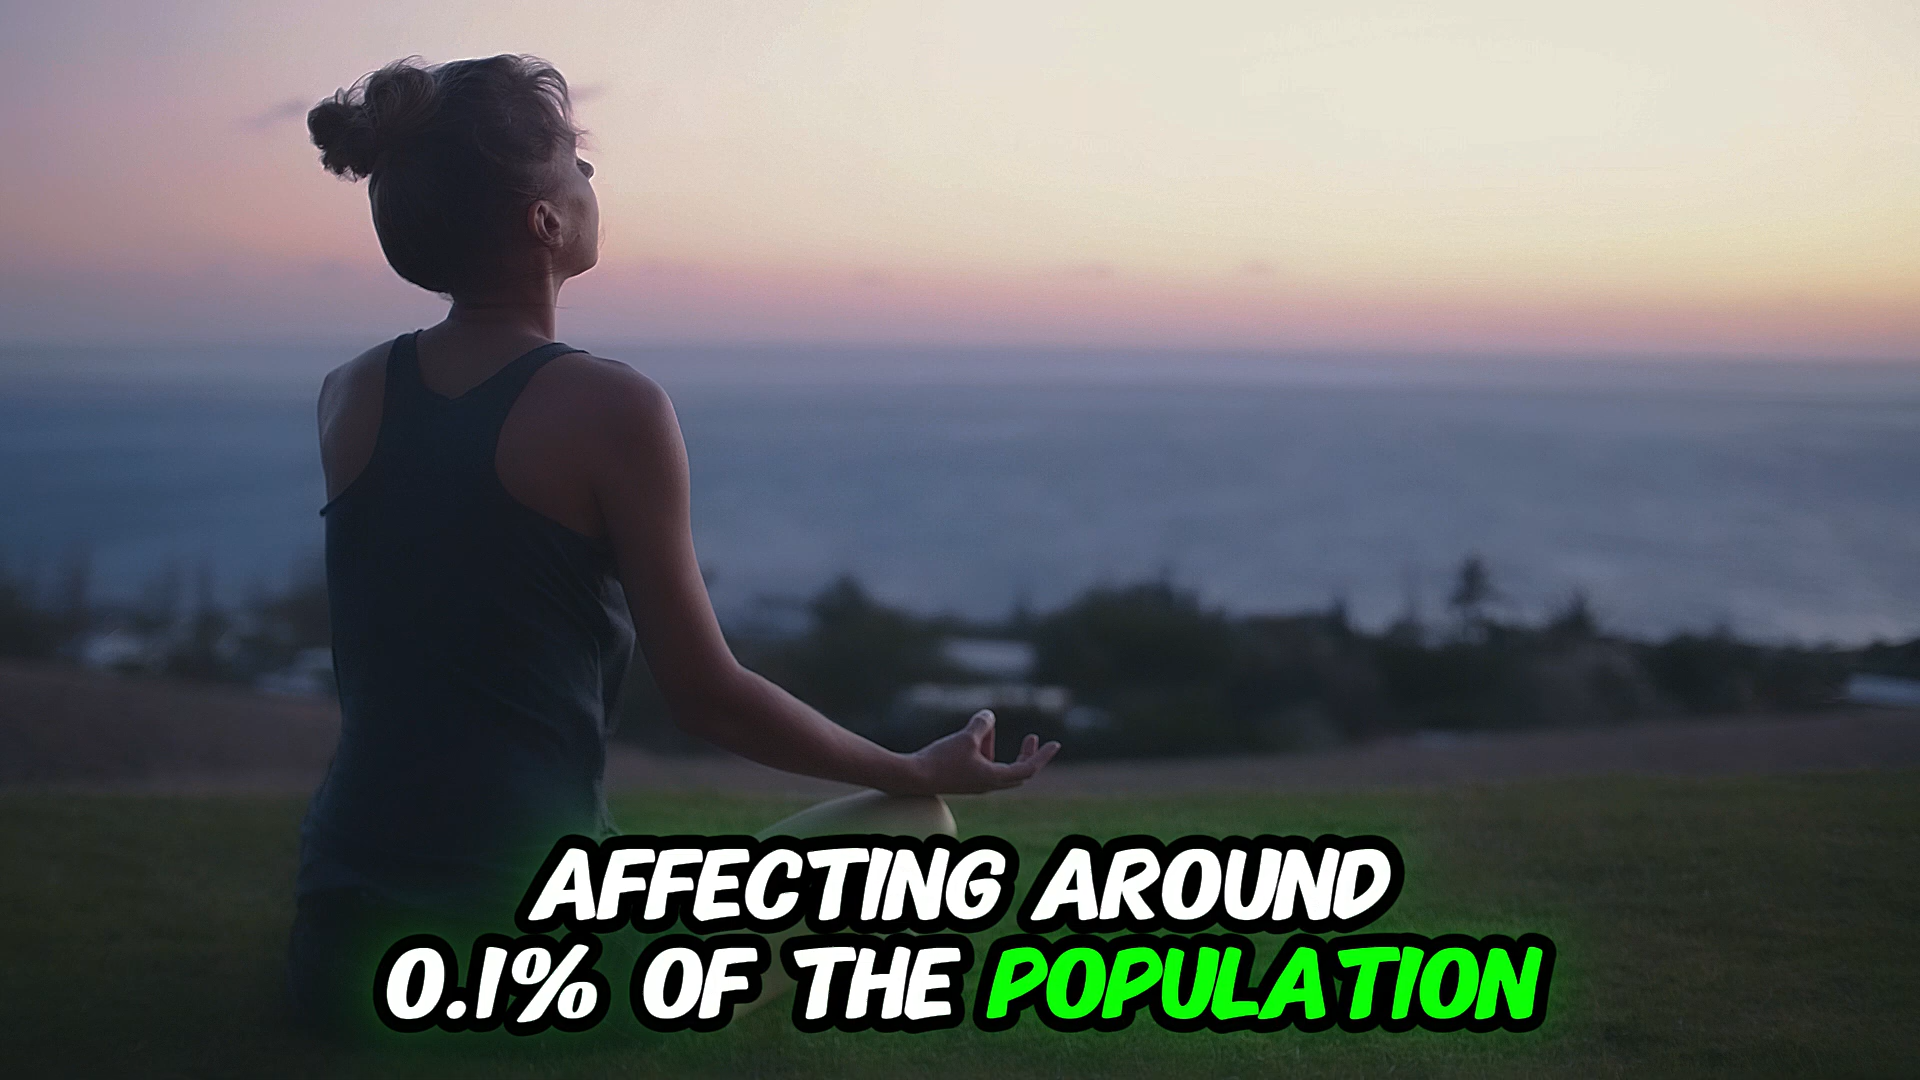 AFFECTING AROUND
0.1% OF THE POPULATION